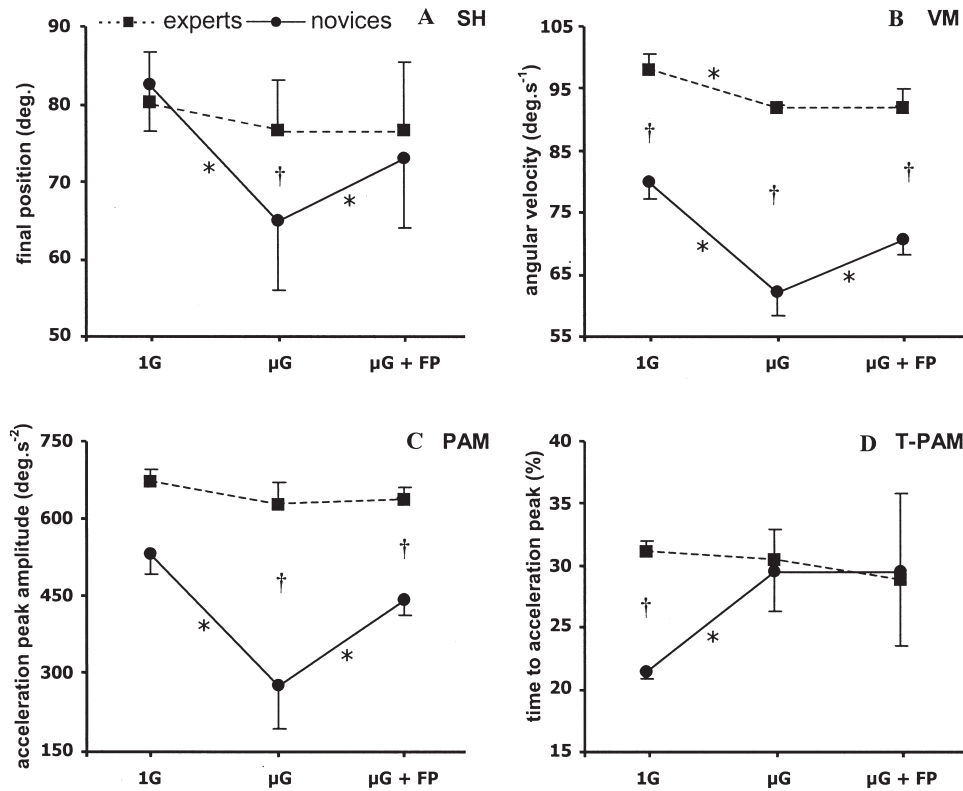 experts novices
A SH
final position (deg.)
90
80
70
60
50
*
†
*
1G µG µG + FP
B VM
angular velocity (deg.s-1)
105
95
85
75
65
55
*
†
†
†
*
*
1G µG µG + FP
C PAM
acceleration peak amplitude (deg.s-2)
750
600
450
300
150
†
†
*
*
1G µG µG + FP
D T-PAM
time to acceleration peak (%)
40
35
30
25
20
15
†
*
1G µG µG + FP